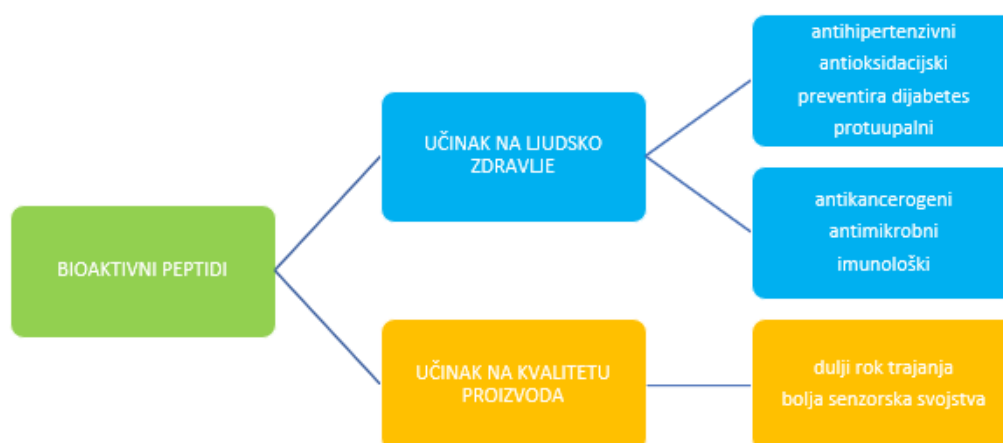 BIOAKTIVNI PEPTIDI
UČINAK NA LJUDSKO
ZDRAVLJE
antihipertenzivni
antioksidacijski
preventira dijabetes
protuupalni
antikancerogeni
antimikrobni
imunološki
UČINAK NA KVALITETU
PROIZVODA
dulji rok trajanja
bolja senzorska svojstva